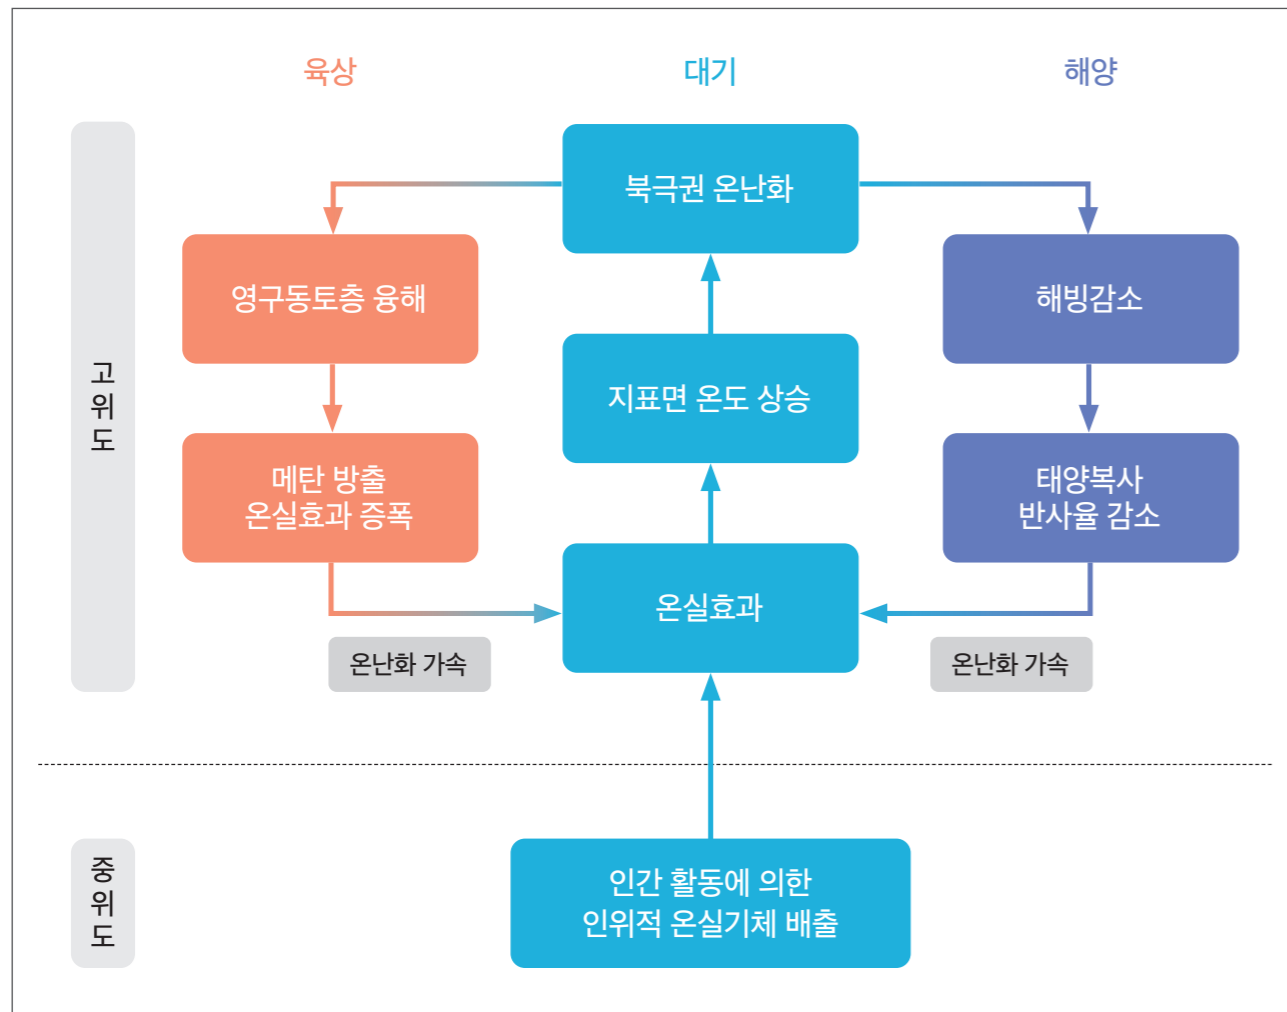 육상
대기
해양
고위도
북극권 온난화
영구동토층 융해
해빙감소
지표면 온도 상승
메탄 방출
온실효과 증폭
태양복사
반사율 감소
온실효과
온난화 가속
온난화 가속
중위도
인간 활동에 의한
인위적 온실기체 배출